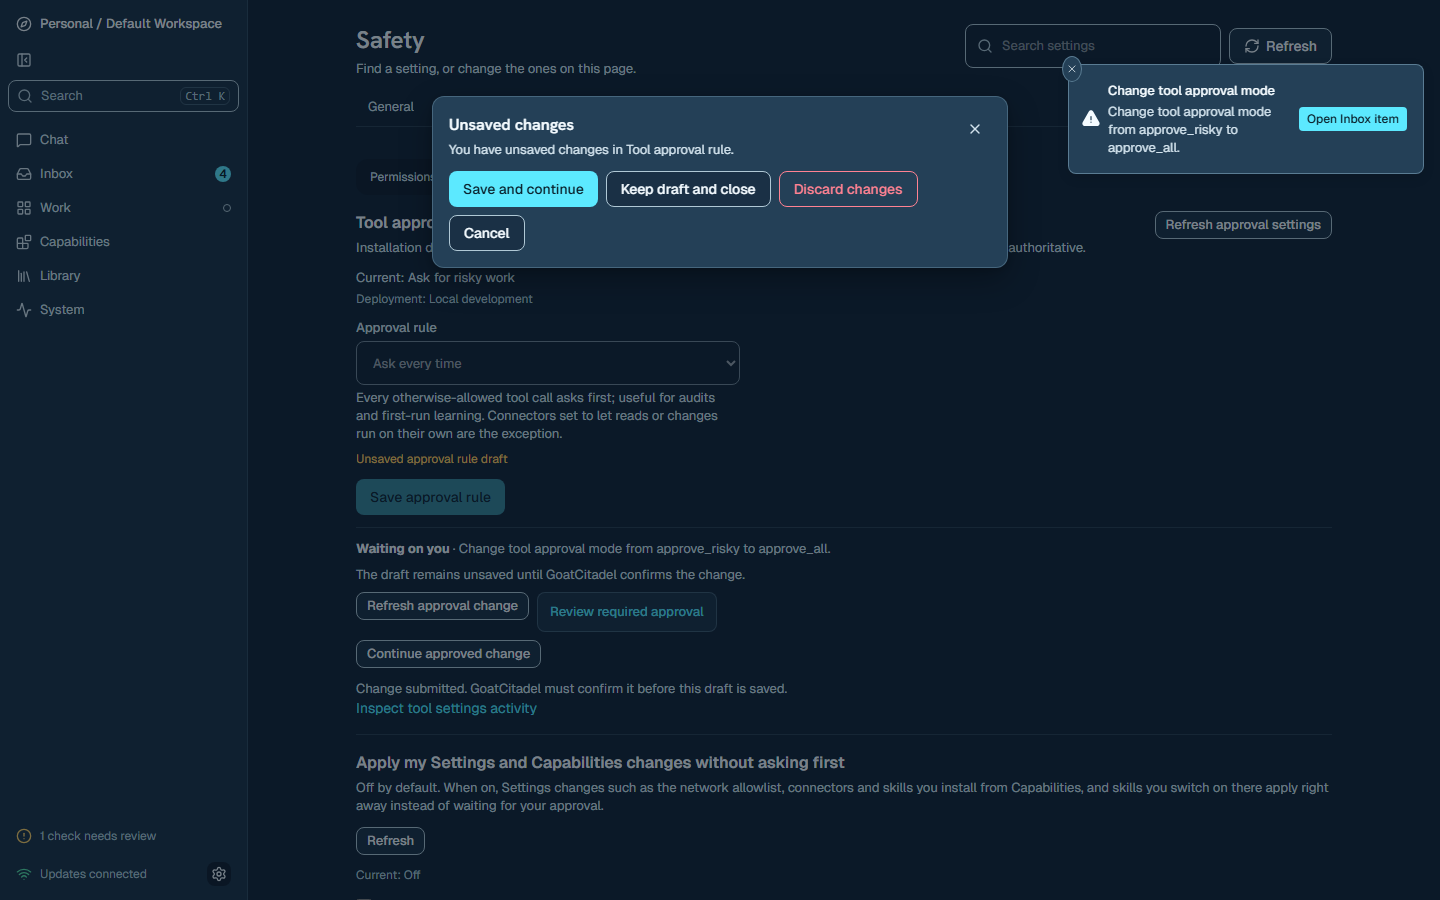 Personal / Default Workspace
Search
Ctrl K
Chat
Inbox
4
Work
Capabilities
Library
System
1 check needs review
Updates connected
Safety
Find a setting, or change the ones on this page.
Search settings
Refresh
General
Change tool approval mode
Change tool approval mode
from approve_risky to
approve_all.
Open Inbox item
Unsaved changes
You have unsaved changes in Tool approval rule.
Save and continue
Keep draft and close
Discard changes
Cancel
Permissions
Tool appro
Refresh approval settings
Installation d
authoritative.
Current: Ask for risky work
Deployment: Local development
Approval rule
Ask every time
Every otherwise-allowed tool call asks first; useful for audits
and first-run learning. Connectors set to let reads or changes
run on their own are the exception.
Unsaved approval rule draft
Save approval rule
Waiting on you · Change tool approval mode from approve_risky to approve_all.
The draft remains unsaved until GoatCitadel confirms the change.
Refresh approval change
Review required approval
Continue approved change
Change submitted. GoatCitadel must confirm it before this draft is saved.
Inspect tool settings activity
Apply my Settings and Capabilities changes without asking first
Off by default. When on, Settings changes such as the network allowlist, connectors and skills you install from Capabilities, and skills you switch on there apply right
away instead of waiting for your approval.
Refresh
Current: Off